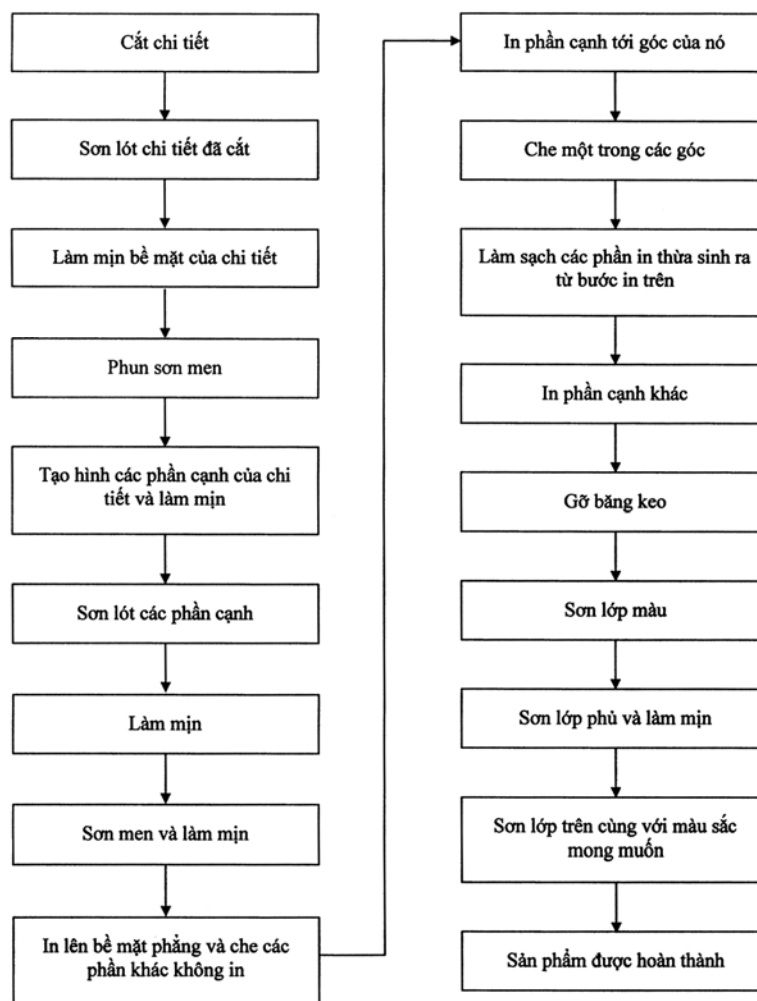 Cắt chi tiết
Sơn lót chi tiết đã cắt
Làm mịn bề mặt của chi tiết
Phun sơn men
Tạo hình các phần cạnh của chi
tiết và làm mịn
Sơn lót các phần cạnh
Làm mịn
Sơn men và làm mịn
In lên bề mặt phẳng và che các
phần khác không in
In phần cạnh tới góc của nó
Che một trong các góc
Làm sạch các phần in thừa sinh ra
từ bước in trên
In phần cạnh khác
Gỡ băng keo
Sơn lớp màu
Sơn lớp phủ và làm mịn
Sơn lớp trên cùng với màu sắc
mong muốn
Sản phẩm được hoàn thành